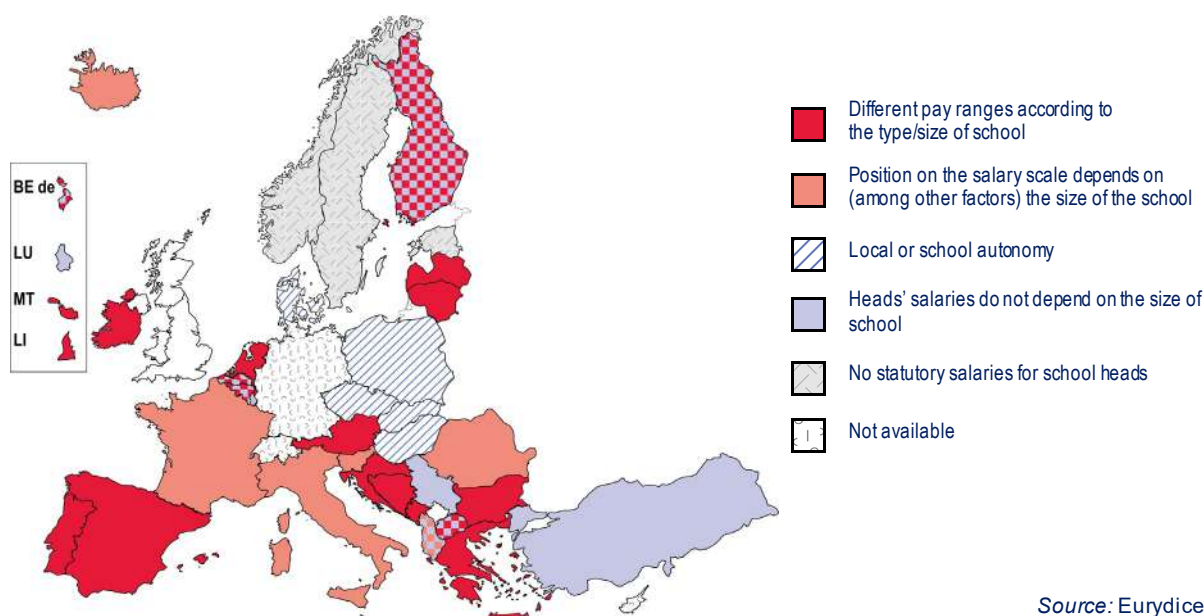 BE de
LU
MT
LI
Different pay ranges according to
the type/size of school
Position on the salary scale depends on
(among other factors) the size of the school
Local or school autonomy
Heads' salaries do not depend on the size of
school
No statutory salaries for school heads
Not available
Source: Eurydice